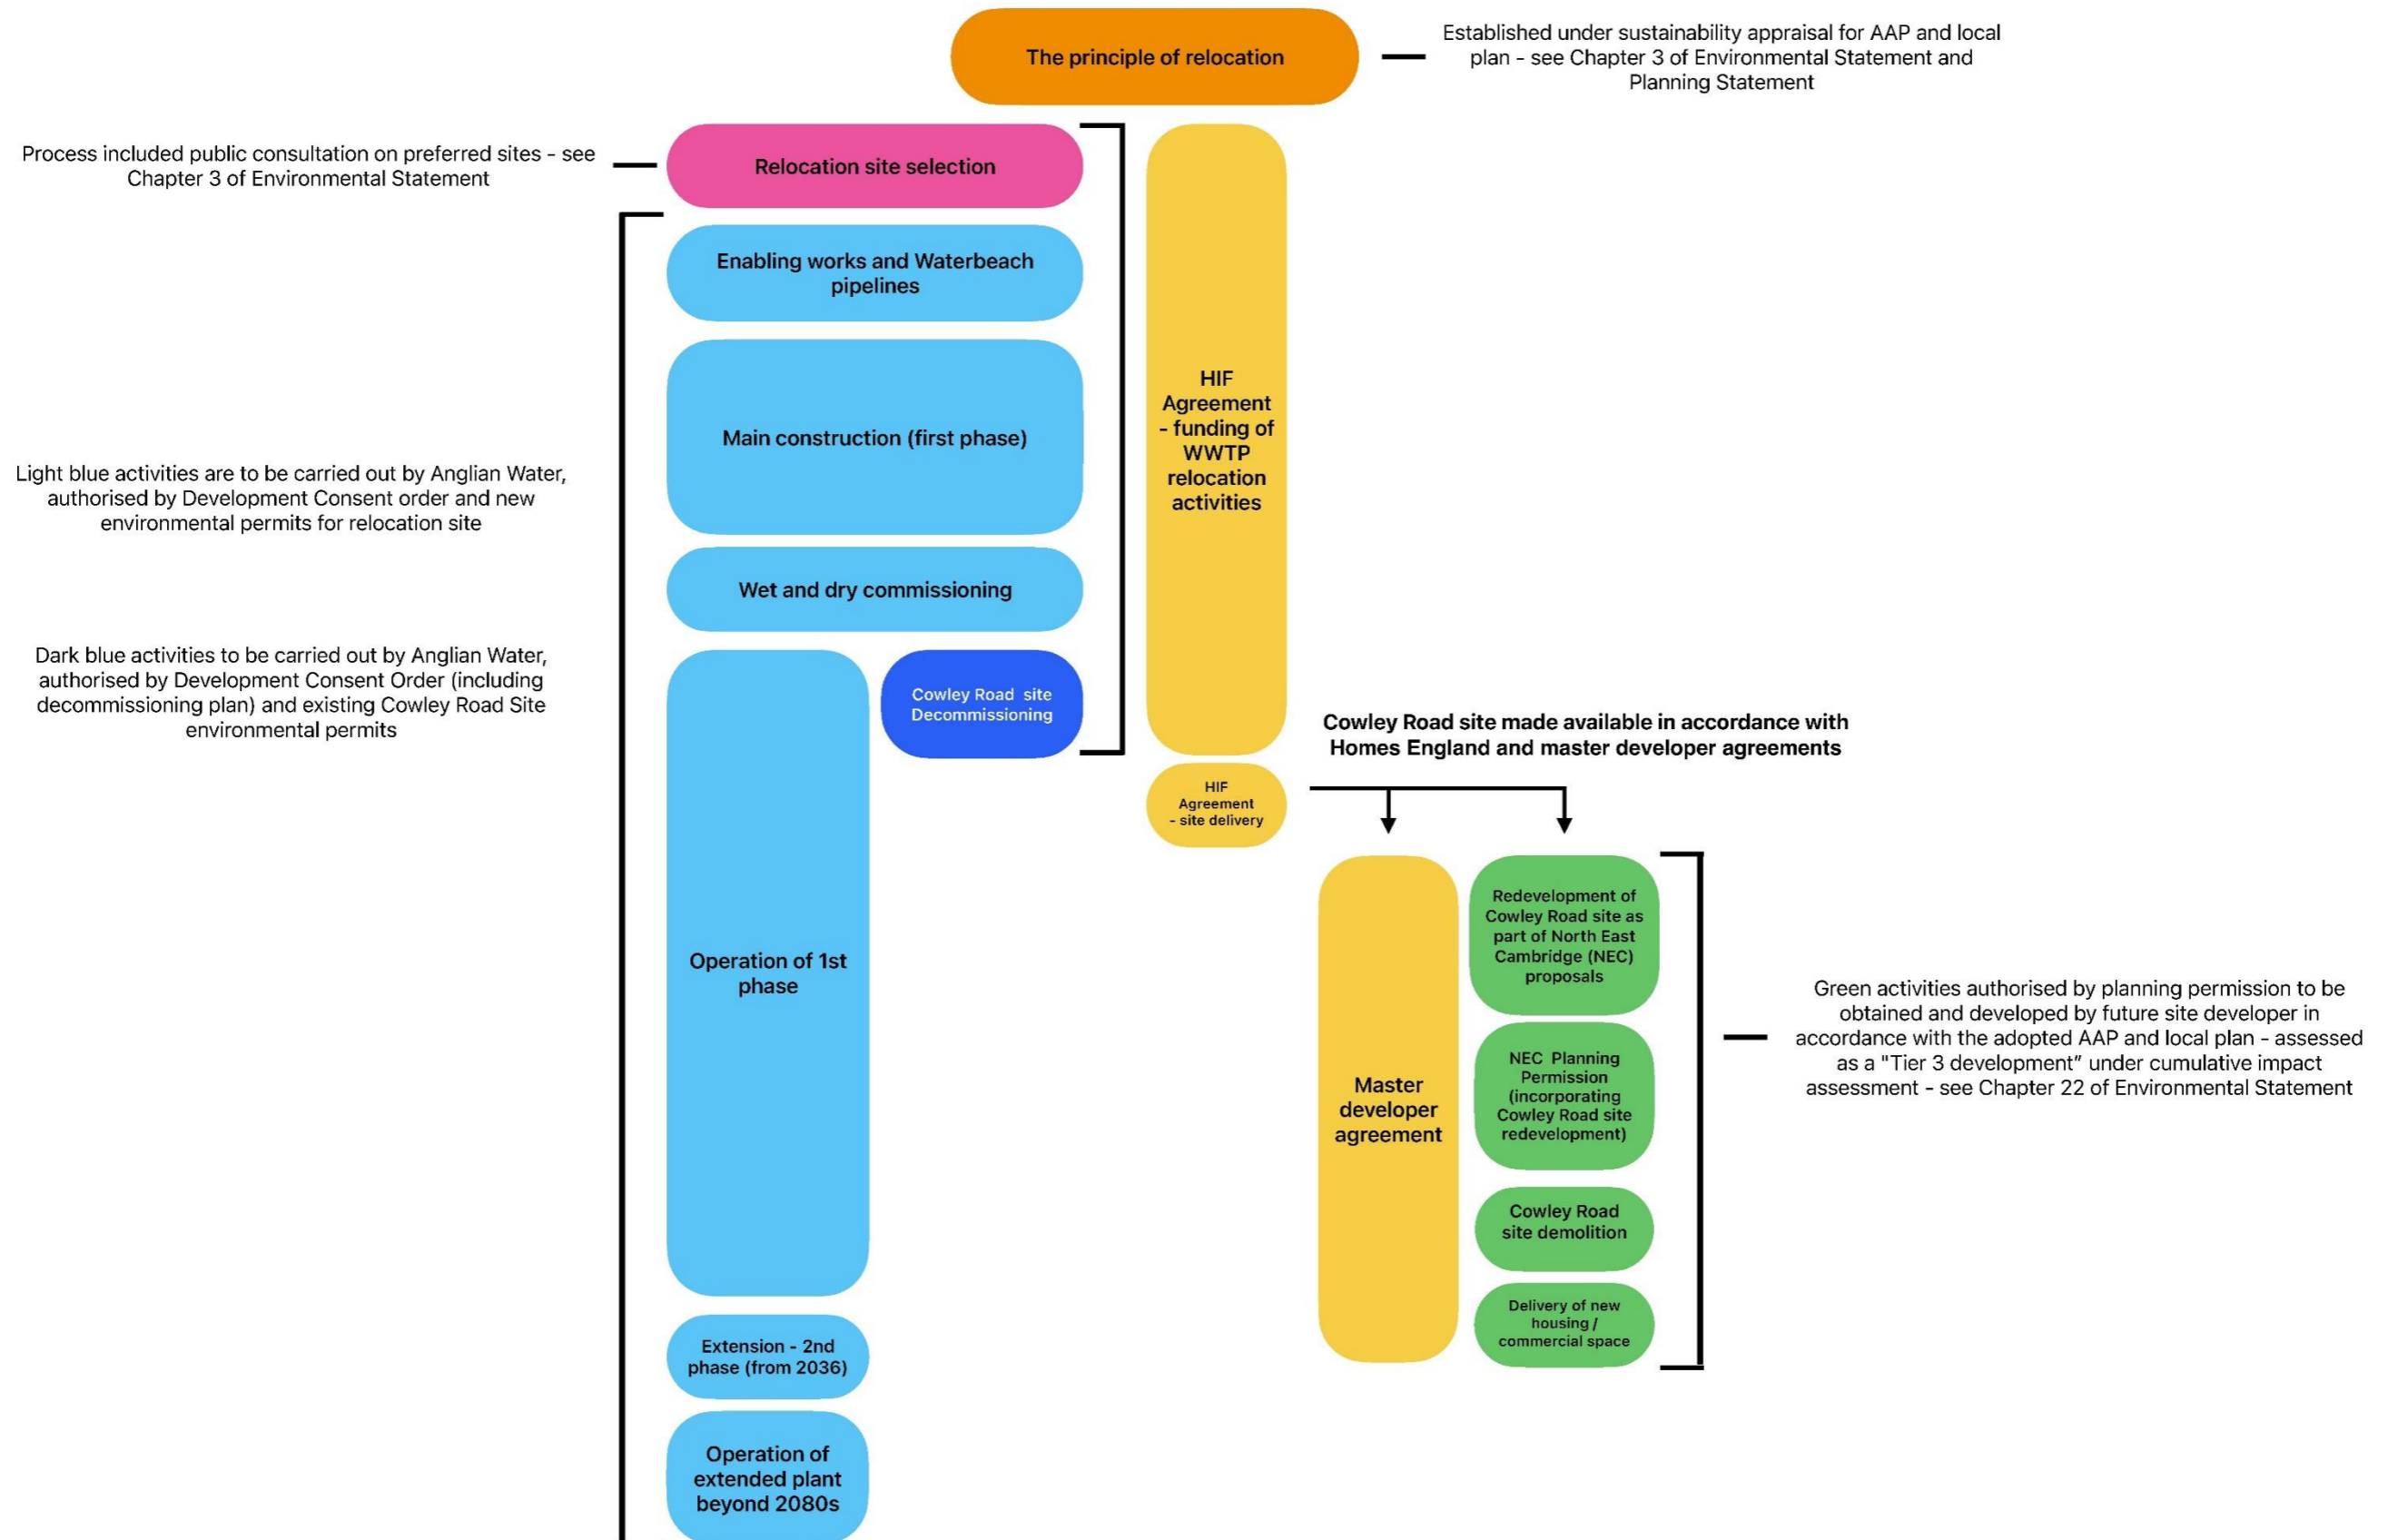 The principle of relocation
Established under sustainability appraisal for AAP and local
plan - see Chapter 3 of Environmental Statement and
Planning Statement
Process included public consultation on preferred sites - see
Chapter 3 of Environmental Statement
Relocation site selection
Enabling works and Waterbeach
pipelines
Main construction (first phase)
HIF
Agreement
- funding of
WWTP
relocation
activities
Light blue activities are to be carried out by Anglian Water,
authorised by Development Consent order and new
environmental permits for relocation site
Wet and dry commissioning
Dark blue activities to be carried out by Anglian Water,
authorised by Development Consent Order (including
decommissioning plan) and existing Cowley Road Site
environmental permits
Cowley Road site
Decommissioning
Cowley Road site made available in accordance with
Homes England and master developer agreements
HIF
Agreement
- site delivery
Operation of 1st
phase
Master
developer
agreement
Redevelopment of
Cowley Road site as
part of North East
Cambridge (NEC)
proposals
NEC Planning
Permission
(incorporating
Cowley Road site
redevelopment)
Cowley Road
site demolition
Delivery of new
housing /
commercial space
Green activities authorised by planning permission to be
obtained and developed by future site developer in
accordance with the adopted AAP and local plan - assessed
as a "Tier 3 development” under cumulative impact
assessment - see Chapter 22 of Environmental Statement
Extension - 2nd
phase (from 2036)
Operation of
extended plant
beyond 2080s